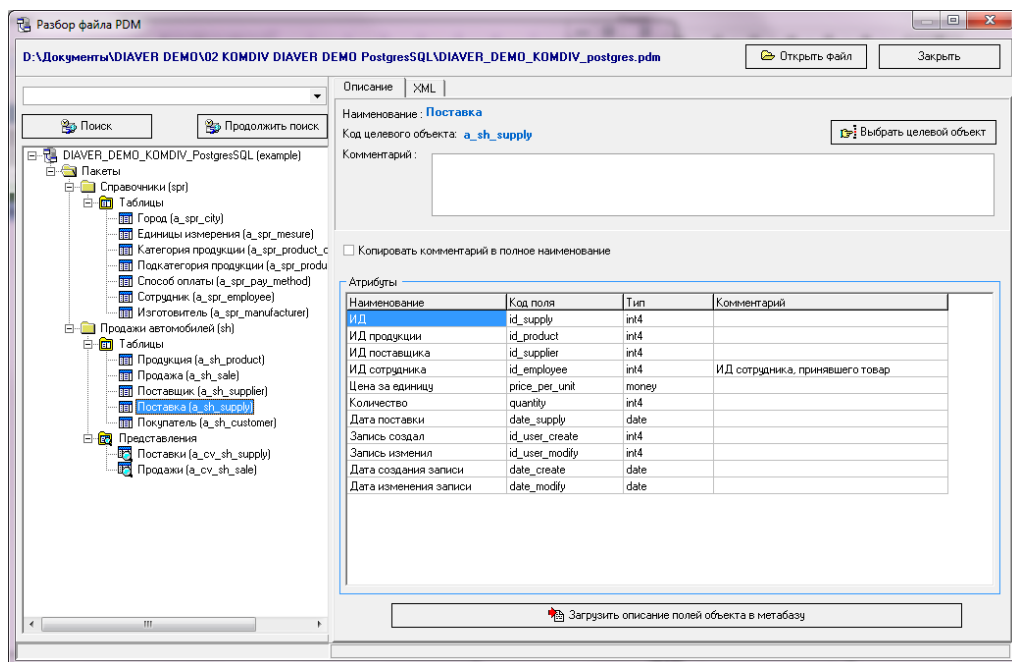 Разбор файла PDM
D:\Документы\DIAVER DEMO\02 KOMDIV DIAVER DEMO PostgresSQL\DIAVER_DEMO_KOMDIV_postgres.pdm
Открыть файл
Закрыть
Поиск
Продолжить поиск
DIAVER_DEMO_KOMDIV_PostgresSQL (example)
Пакеты
Справочники (spr)
Таблицы
Город (a_spr_city)
Единицы измерения (a_spr_mesure)
Категория продукции (a_spr_product_c
Подкатегория продукции (a_spr_produ
Способ оплаты (a_spr_pay_method)
Сотрудник (a_spr_employee)
Изготовитель (a_spr_manufacturer)
Продажи автомобилей (sh)
Таблицы
Продукция (a_sh_product)
Продажа (a_sh_sale)
Поставщик (a_sh_supplier)
Поставка (a_sh_supply)
Покупатель (a_sh_customer)
Представления
Поставки (a_cv_sh_supply)
Продажи (a_cv_sh_sale)
Описание XML
Наименование : Поставка
Код целевого объекта: a_sh_supply
Выбрать целевой объект
Комментарий :
Копировать комментарий в полное наименование
Атрибуты
Наименование Код поля Тип Комментарий
ИД id_supply int4
ИД продукции id_product int4
ИД поставщика id_supplier int4
ИД сотрудника id_employee int4 ИД сотрудника, принявшего товар
Цена за единицу price_per_unit money
Количество quantity int4
Дата поставки date_supply date
Запись создал id_user_create int4
Запись изменил id_user_modify int4
Дата создания записи date_create date
Дата изменения записи date_modify date
Загрузить описание полей объекта в метабазу